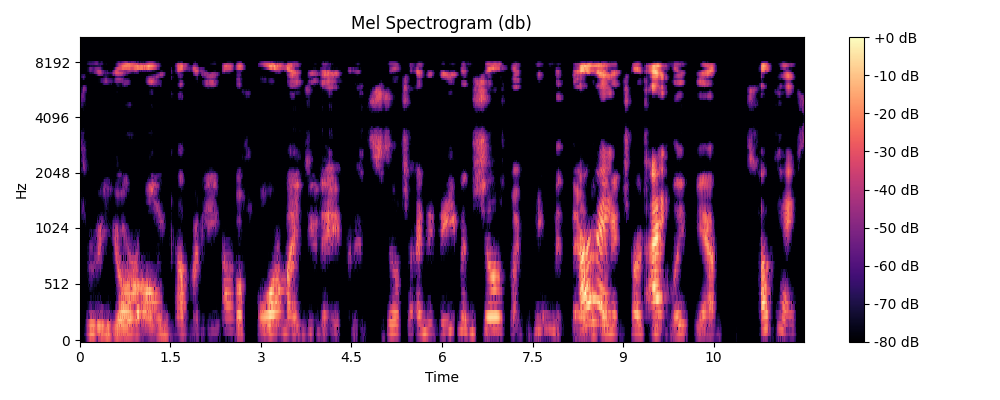 Mel Spectrogram (db)
8192
4096
2048
1024
512
0
Hz
0 1.5 3 4.5 6 7.5 9 10
Time
+0 dB
-10 dB
-20 dB
-30 dB
-40 dB
-50 dB
-60 dB
-70 dB
-80 dB